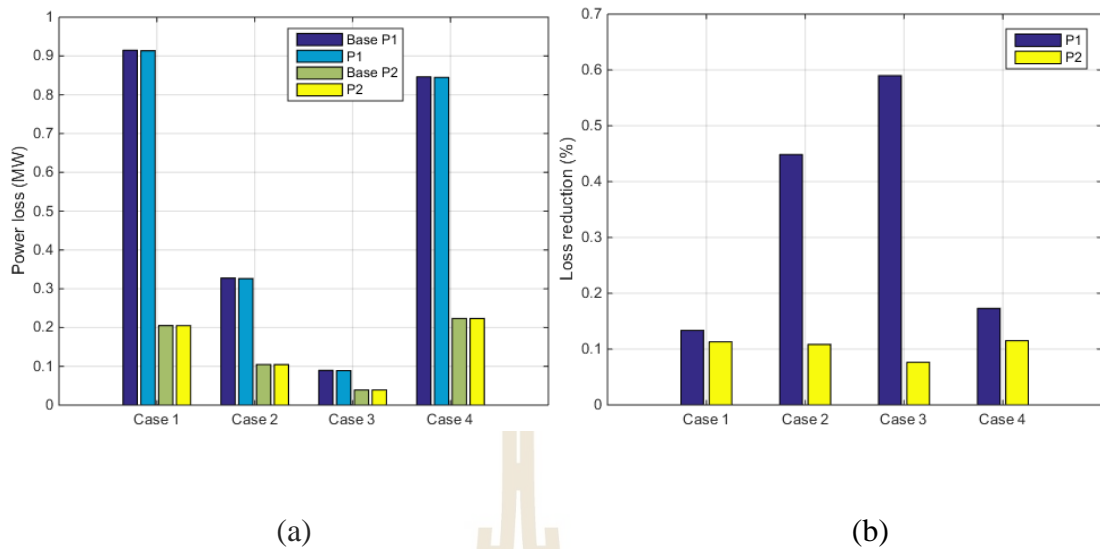 Power loss (MW)
1
0.9
0.8
0.7
0.6
0.5
0.4
0.3
0.2
0.1
0
Base P1
P1
Base P2
P2
Case 1
Case 2
Case 3
Case 4
(a)
Loss reduction (%)
0.7
0.6
0.5
0.4
0.3
0.2
0.1
0
P1
P2
Case 1
Case 2
Case 3
Case 4
(b)